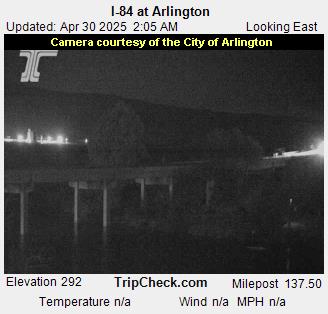 I-84 at Arlington
Updated: Apr 30 2025 2:05 AM Looking East
Camera courtesy of the City of Arlington
Elevation 292 TripCheck.com Milepost 137.50
Temperature n/a Wind n/a MPH n/a